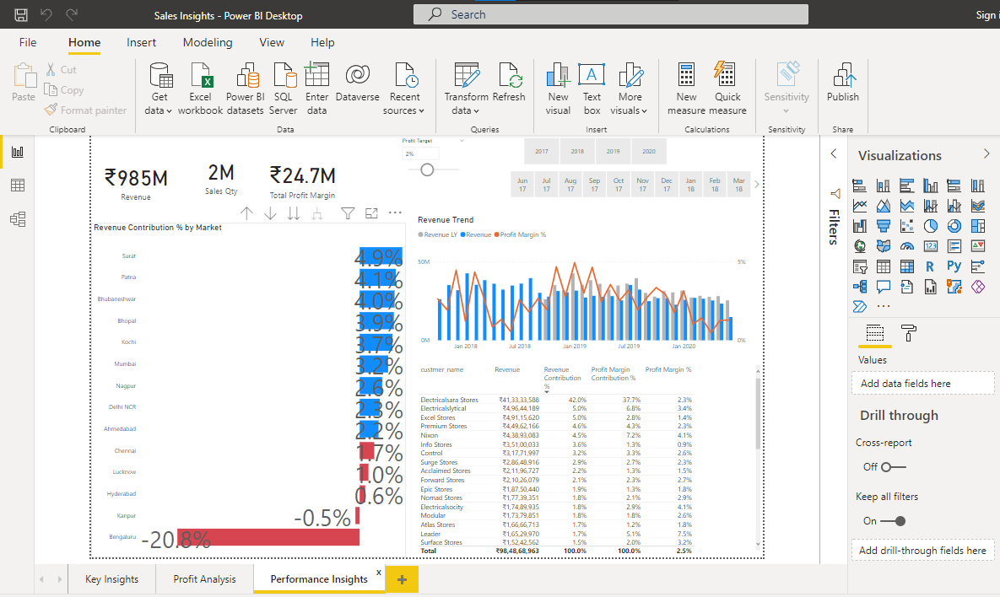 Sales Insights - Power BI Desktop
Search
Sign i
File Home Insert Modeling View Help
Paste
Cut
Copy
Format painter
Clipboard
Get data
Excel workbook
Power BI datasets
SQL Server
Enter data
Dataverse
Recent sources
Data
Transform data
Refresh
Queries
New visual
Text box
More visuals
Insert
New measure
Quick measure
Calculations
Sensitivity
Sensitivity
Publish
Share
₹985M
Revenue
2M
Sales Qty
₹24.7M
Total Profit Margin
Profit Target
2%
2017 2018 2019 2020
Jun 17 Jul 17 Aug 17 Sep 17 Oct 17 Nov 17 Dec 17 Jan 18 Feb 18 Mar 18
Revenue Contribution % by Market
Surat 4.9%
Patna 4.1%
Bhubaneshwar 4.0%
Bhopal 3.9%
Kochi 3.7%
Mumbai 3.2%
Nagpur 2.6%
Delhi NCR 2.3%
Ahmedabad 2.2%
Chennai 1.7%
Lucknow 1.0%
Hyderabad 0.6%
Kanpur -0.5%
Bengaluru -20.8%
Revenue Trend
Revenue LY Revenue Profit Margin %
50M 5%
0M 0%
Jan 2018 Jul 2018 Jan 2019 Jul 2019 Jan 2020
custmer_name Revenue Revenue Contribution % Profit Margin Contribution % Profit Margin %
Electricalsara Stores ₹41,33,33,588 42.0% 37.7% 2.3%
Electricalslytical ₹4,96,44,189 5.0% 6.8% 3.4%
Excel Stores ₹4,91,15,620 5.0% 2.8% 1.4%
Premium Stores ₹4,49,62,166 4.6% 4.3% 2.3%
Nixon ₹4,38,93,083 4.5% 7.2% 4.1%
Info Stores ₹3,51,00,033 3.6% 1.3% 0.9%
Control ₹3,17,71,997 3.2% 3.3% 2.6%
Surge Stores ₹2,86,48,916 2.9% 2.7% 2.3%
Acclaimed Stores ₹2,11,96,727 2.2% 1.3% 1.5%
Forward Stores ₹2,10,26,079 2.1% 2.3% 2.7%
Epic Stores ₹1,87,50,440 1.9% 1.3% 1.8%
Nomad Stores ₹1,77,39,351 1.8% 2.1% 2.9%
Electricalsocity ₹1,74,89,935 1.8% 2.9% 4.1%
Modular ₹1,73,79,851 1.8% 1.8% 2.6%
Atlas Stores ₹1,66,66,713 1.7% 1.2% 1.8%
Leader ₹1,65,29,970 1.7% 5.1% 7.5%
Surface Stores ₹1,52,42,562 1.5% 2.0% 3.2%
Total ₹98,48,68,963 100.0% 100.0% 2.5%
Filters
Visualizations
123
R
Py
Values
Add data fields here
Drill through
Cross-report
Off
Keep all filters
On
Add drill-through fields here
Key Insights
Profit Analysis
Performance Insights
x
+